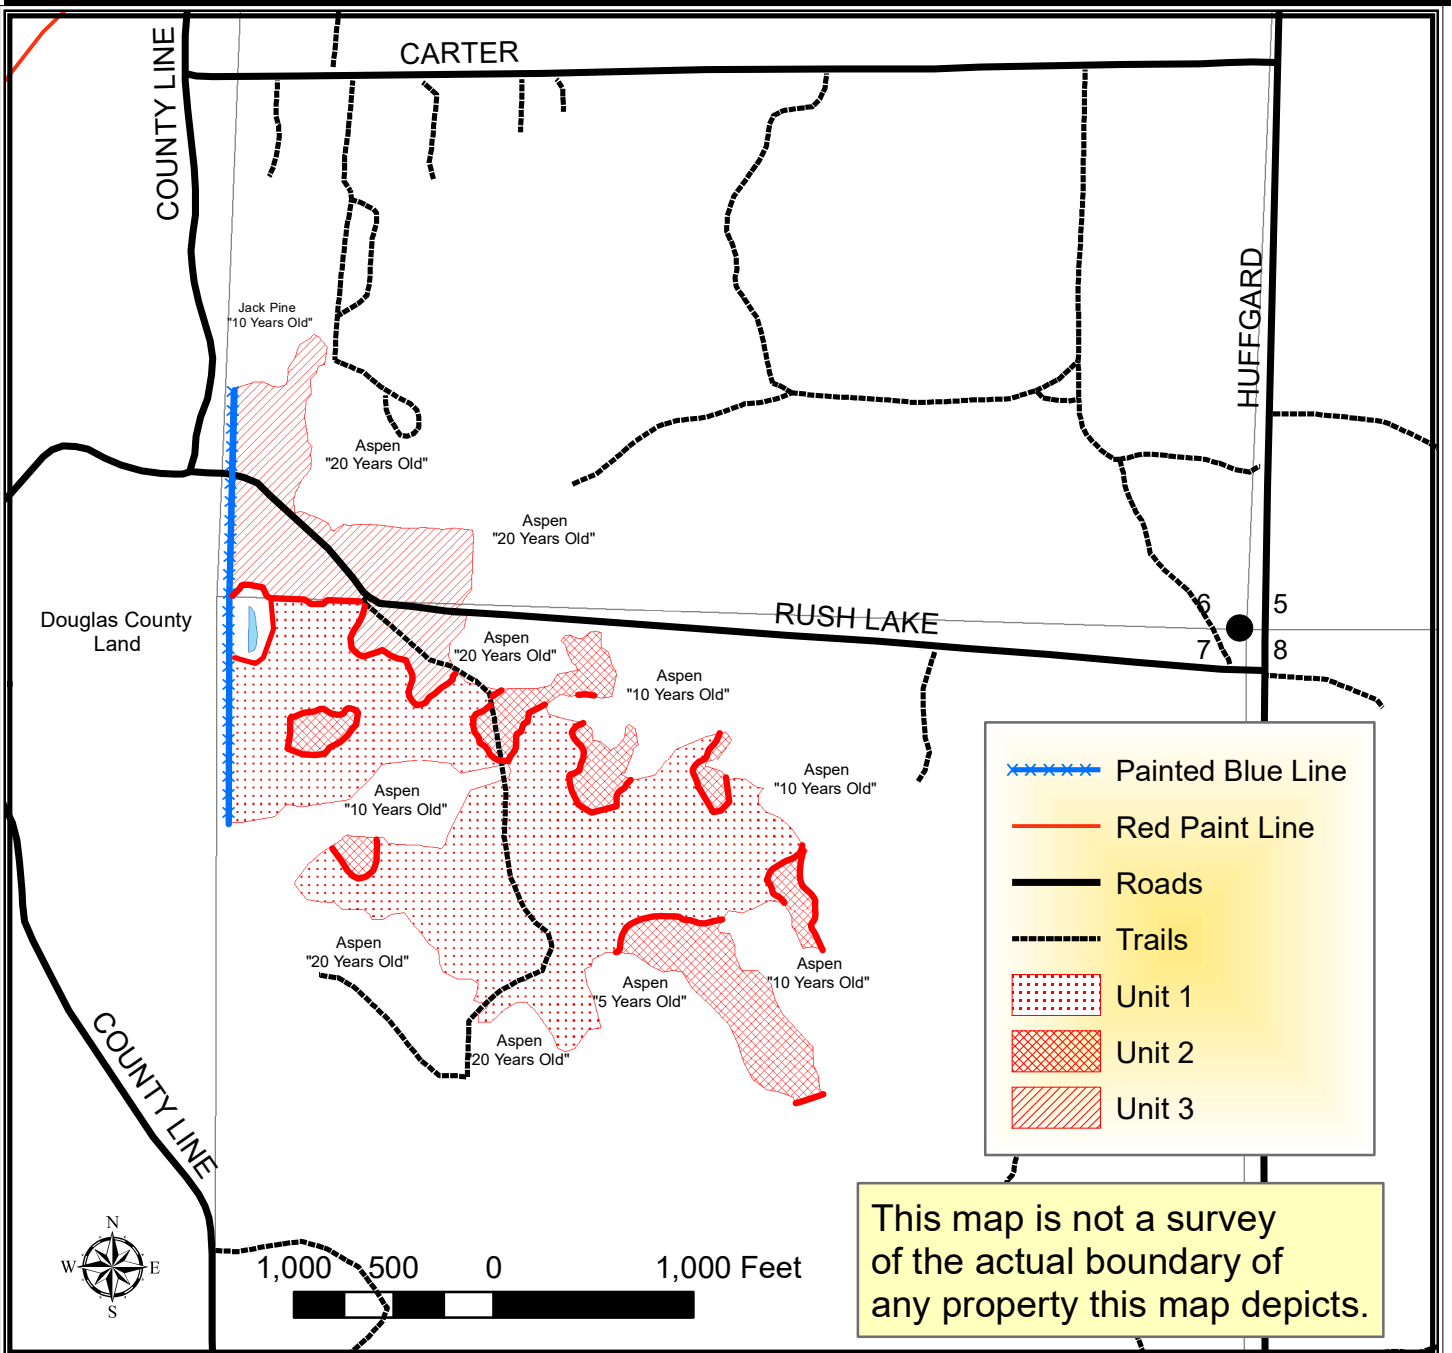 CARTER
COUNTY LINE
HUFFGARD
Jack Pine
"10 Years Old"
Aspen
"20 Years Old"
Aspen
"20 Years Old"
Douglas County
Land
RUSH LAKE
6
5
7
8
Aspen
"20 Years Old"
Aspen
"10 Years Old"
Aspen
"10 Years Old"
Aspen
"10 Years Old"
Aspen
"20 Years Old"
Aspen
"10 Years Old"
Aspen
"5 Years Old"
Aspen
"20 Years Old"
COUNTY LINE
Painted Blue Line
Red Paint Line
Roads
Trails
Unit 1
Unit 2
Unit 3
N
W
E
S
1,000 500 0 1,000 Feet
This map is not a survey
of the actual boundary of
any property this map depicts.